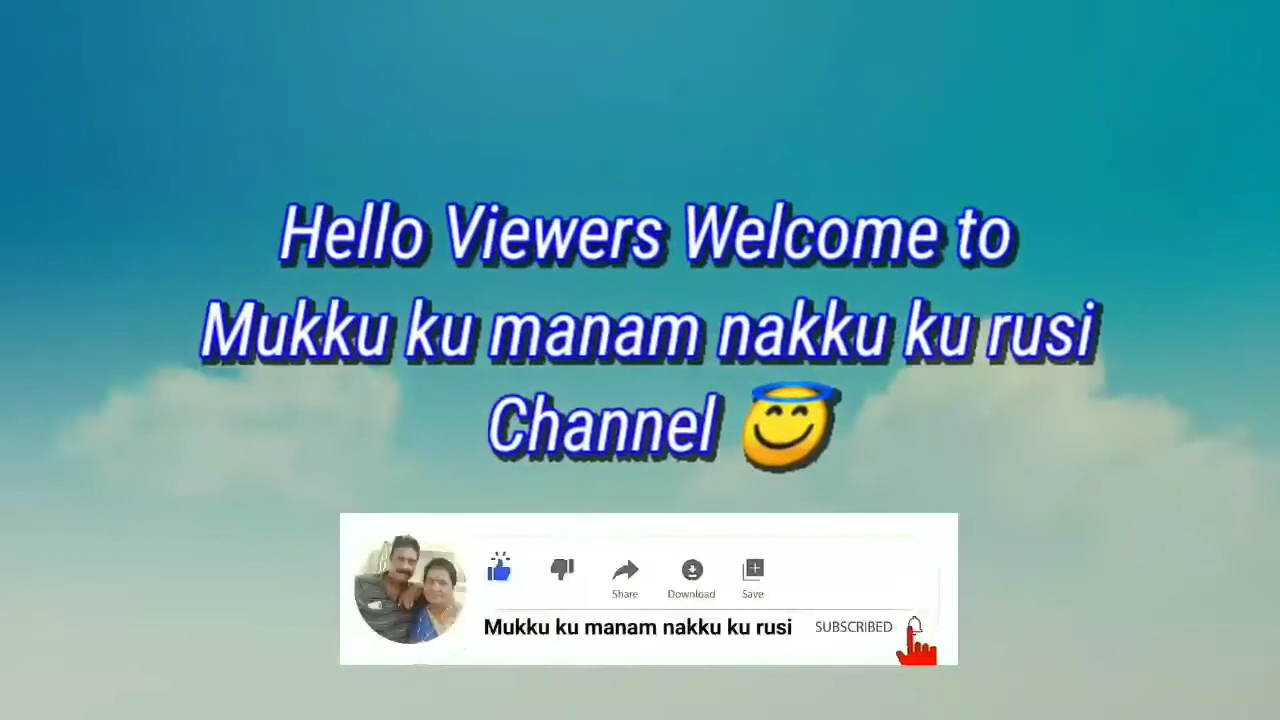 Hello Viewers Welcome to
Mukku ku manam nakku ku rusi
Channel 😇
Share Download Save
Mukku ku manam nakku ku rusi SUBSCRIBED